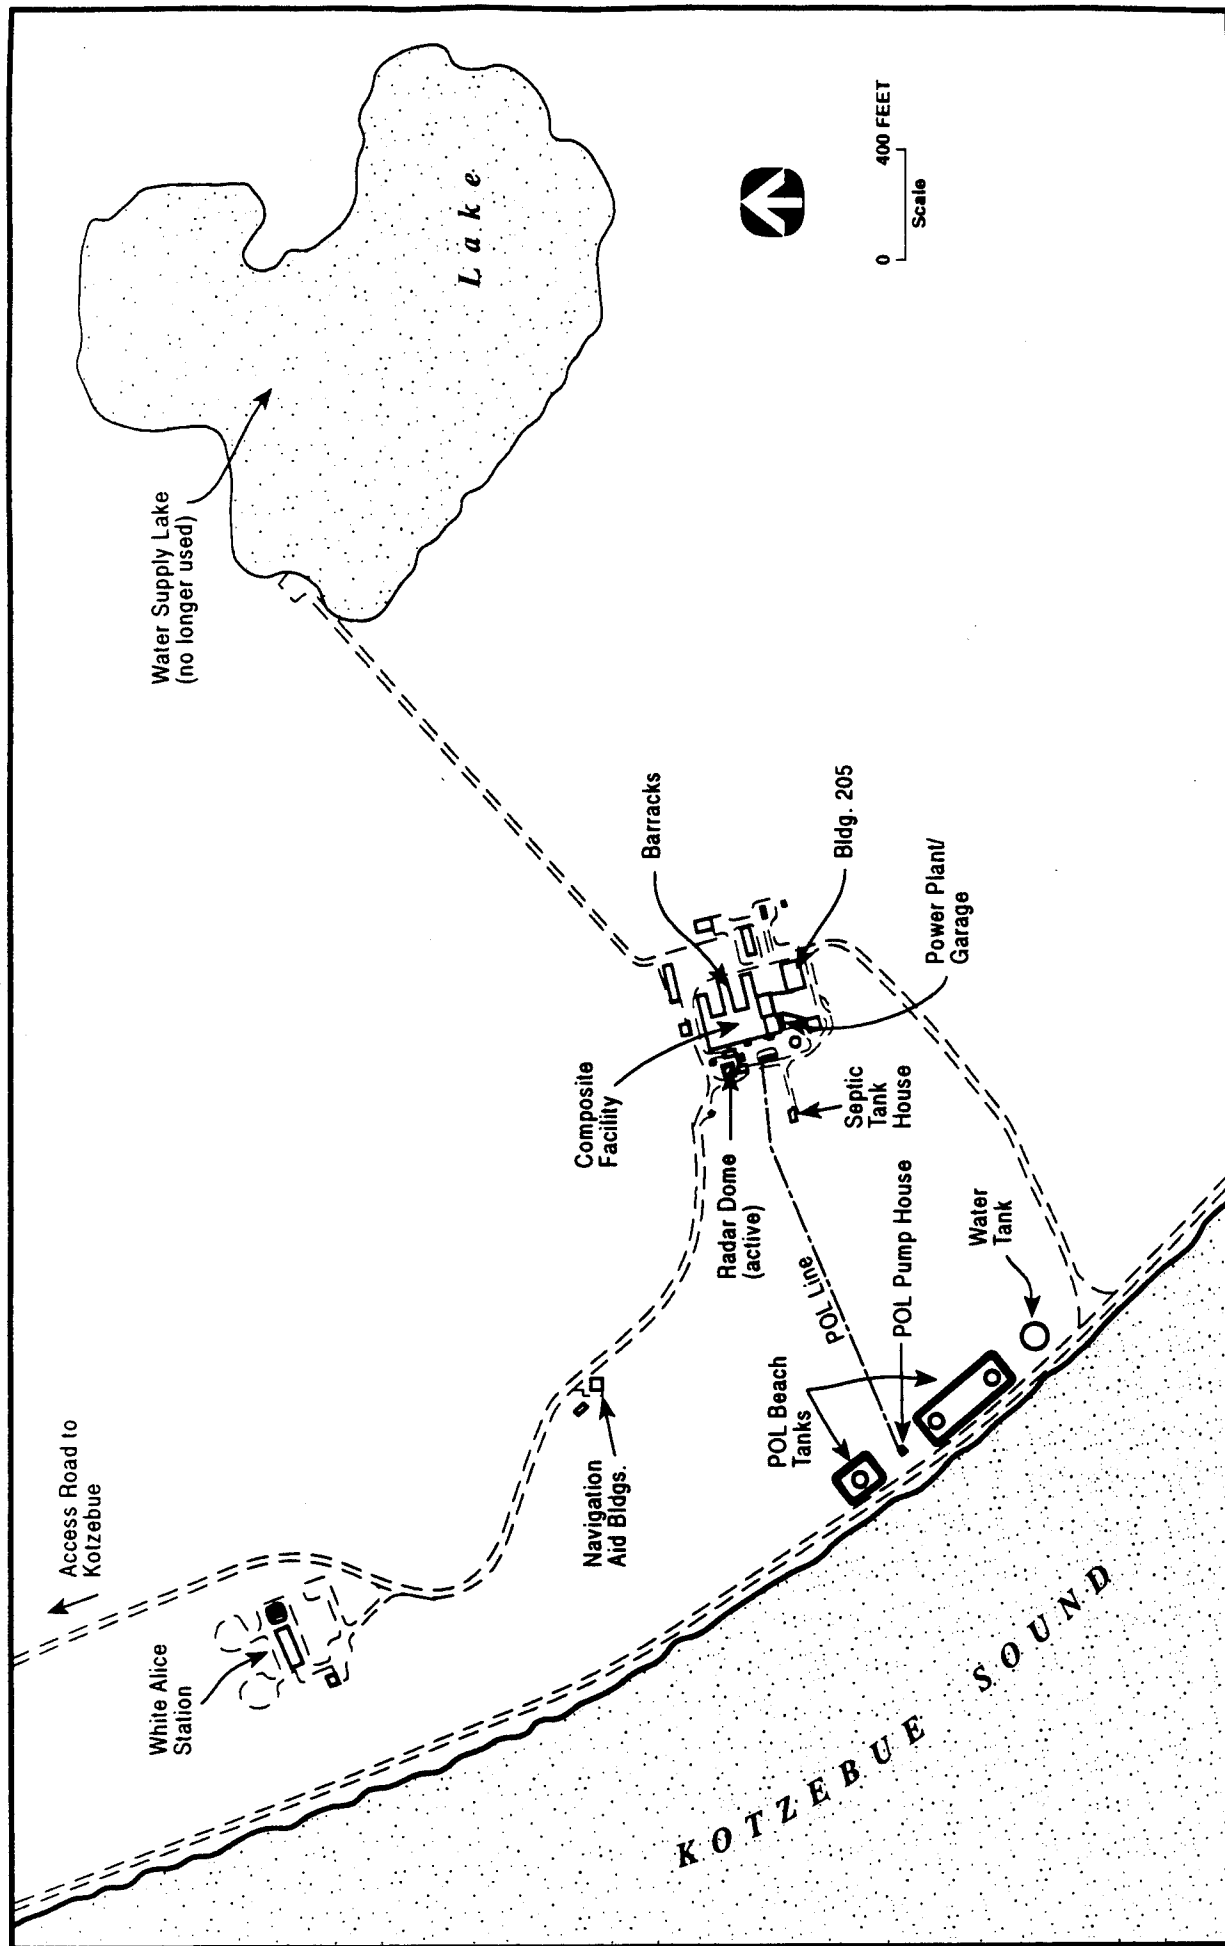 Access Road to
Kotzebue
White Alice
Station
Water Supply Lake
(no longer used)
Lake
Navigation
Aid Bldgs.
Composite
Facility
Barracks
Radar Dome
(active)
POL Line
POL Beach
Tanks
POL Pump House
Septic
Tank
House
Bldg. 205
Power Plant/
Garage
Water
Tank
KOTZEBUE SOUND
0
400 FEET
Scale